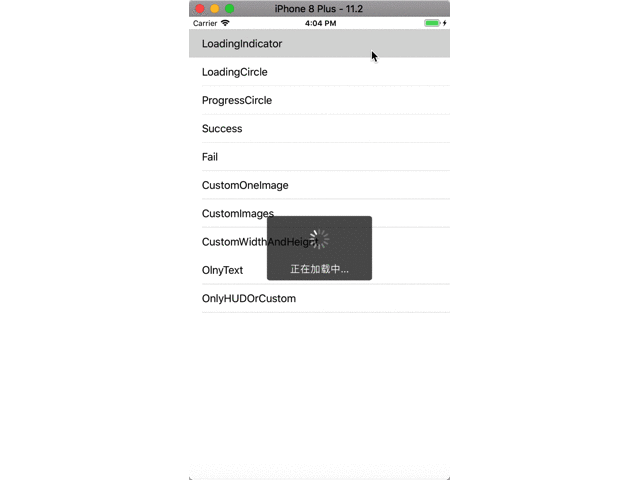 iPhone 8 Plus - 11.2
Carrier 4:04 PM
LoadingIndicator
LoadingCircle
ProgressCircle
Success
Fail
CustomOneImage
CustomImages
CustomWidthAndHeight
正在加载中...
OlnyText
OnlyHUDOrCustom